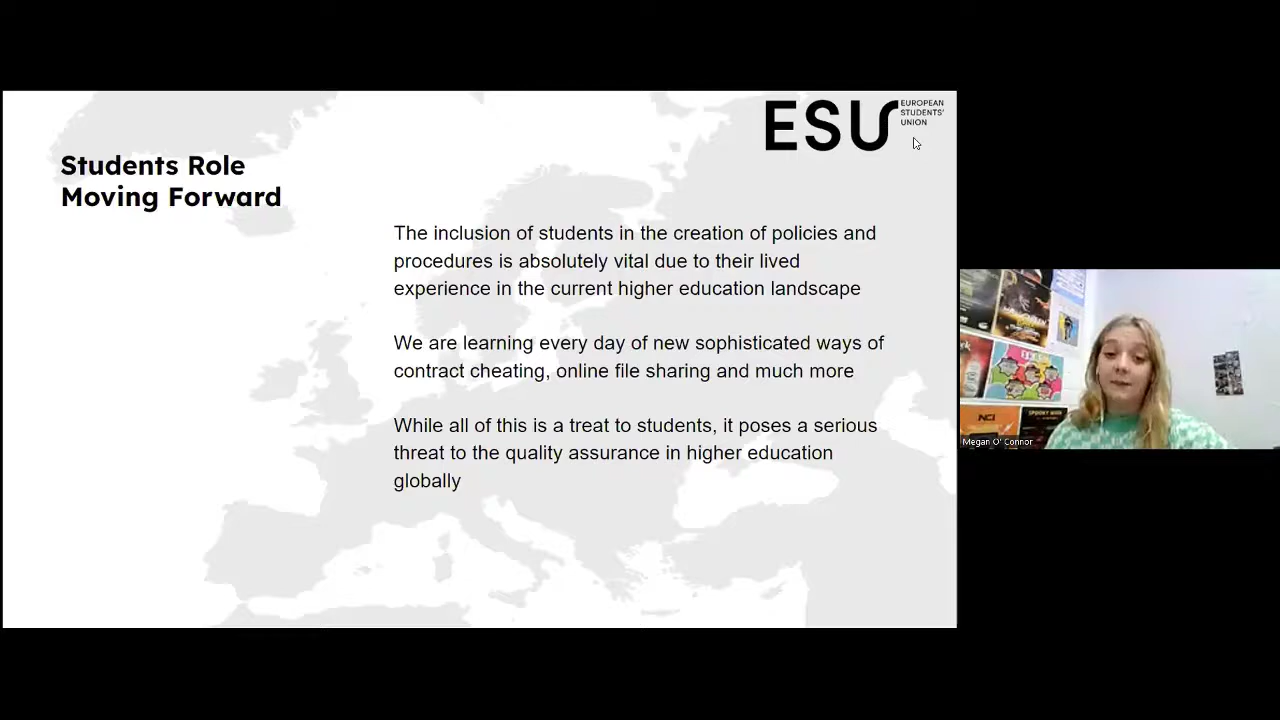 ESU
EUROPEAN
STUDENTS'
UNION
Students Role
Moving Forward
The inclusion of students in the creation of policies and
procedures is absolutely vital due to their lived
experience in the current higher education landscape
We are learning every day of new sophisticated ways of
contract cheating, online file sharing and much more
While all of this is a treat to students, it poses a serious
threat to the quality assurance in higher education
globally
NCI
SPOOKY WEEK
Megan O' Connor